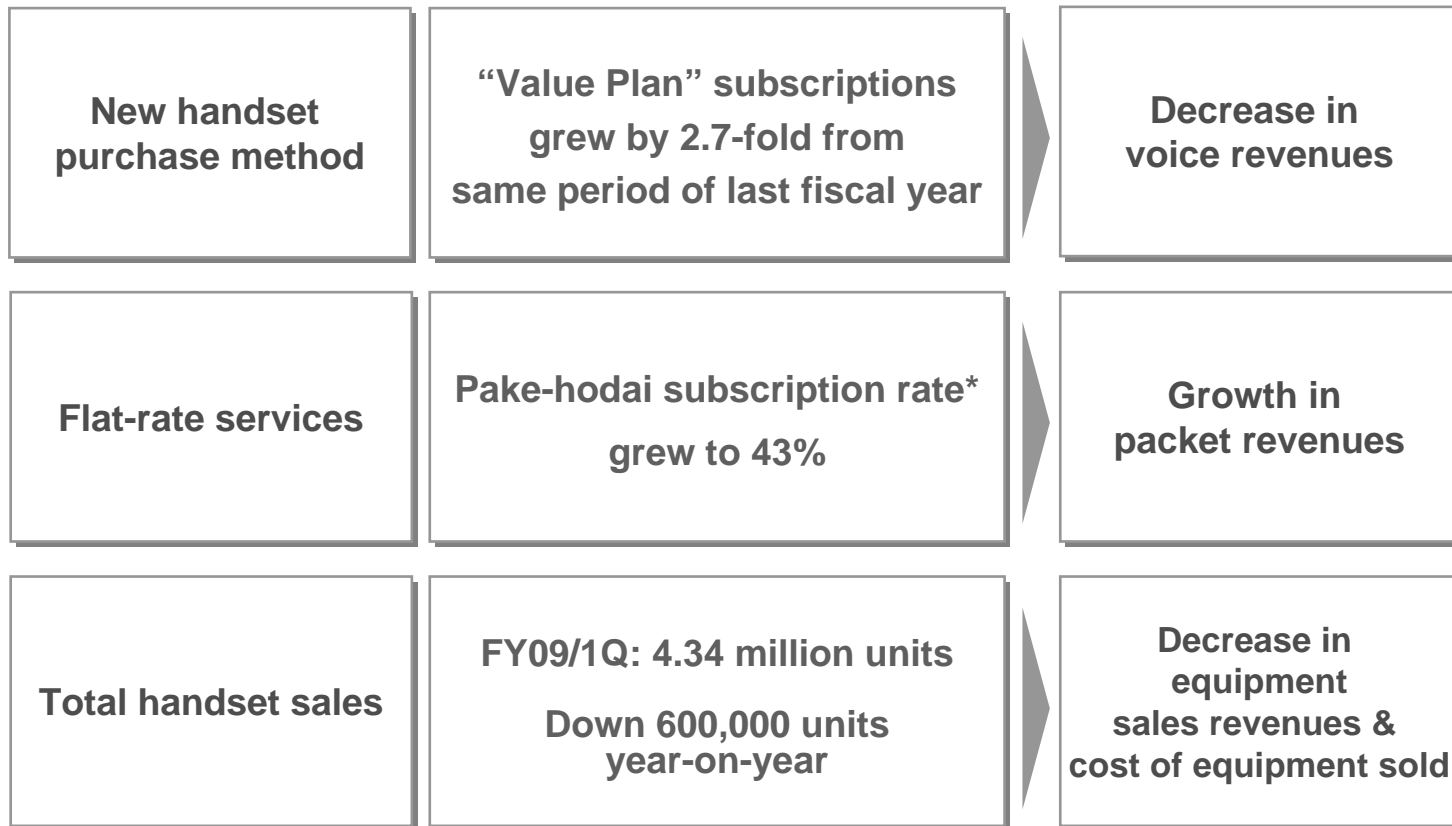 New handset
purchase method
“Value Plan” subscriptions
grew by 2.7-fold from
same period of last fiscal year
Decrease in
voice revenues
Flat-rate services
Pake-hodai subscription rate*
grew to 43%
Growth in
packet revenues
Total handset sales
FY09/1Q: 4.34 million units
Down 600,000 units
year-on-year
Decrease in
equipment
sales revenues &
cost of equipment sold